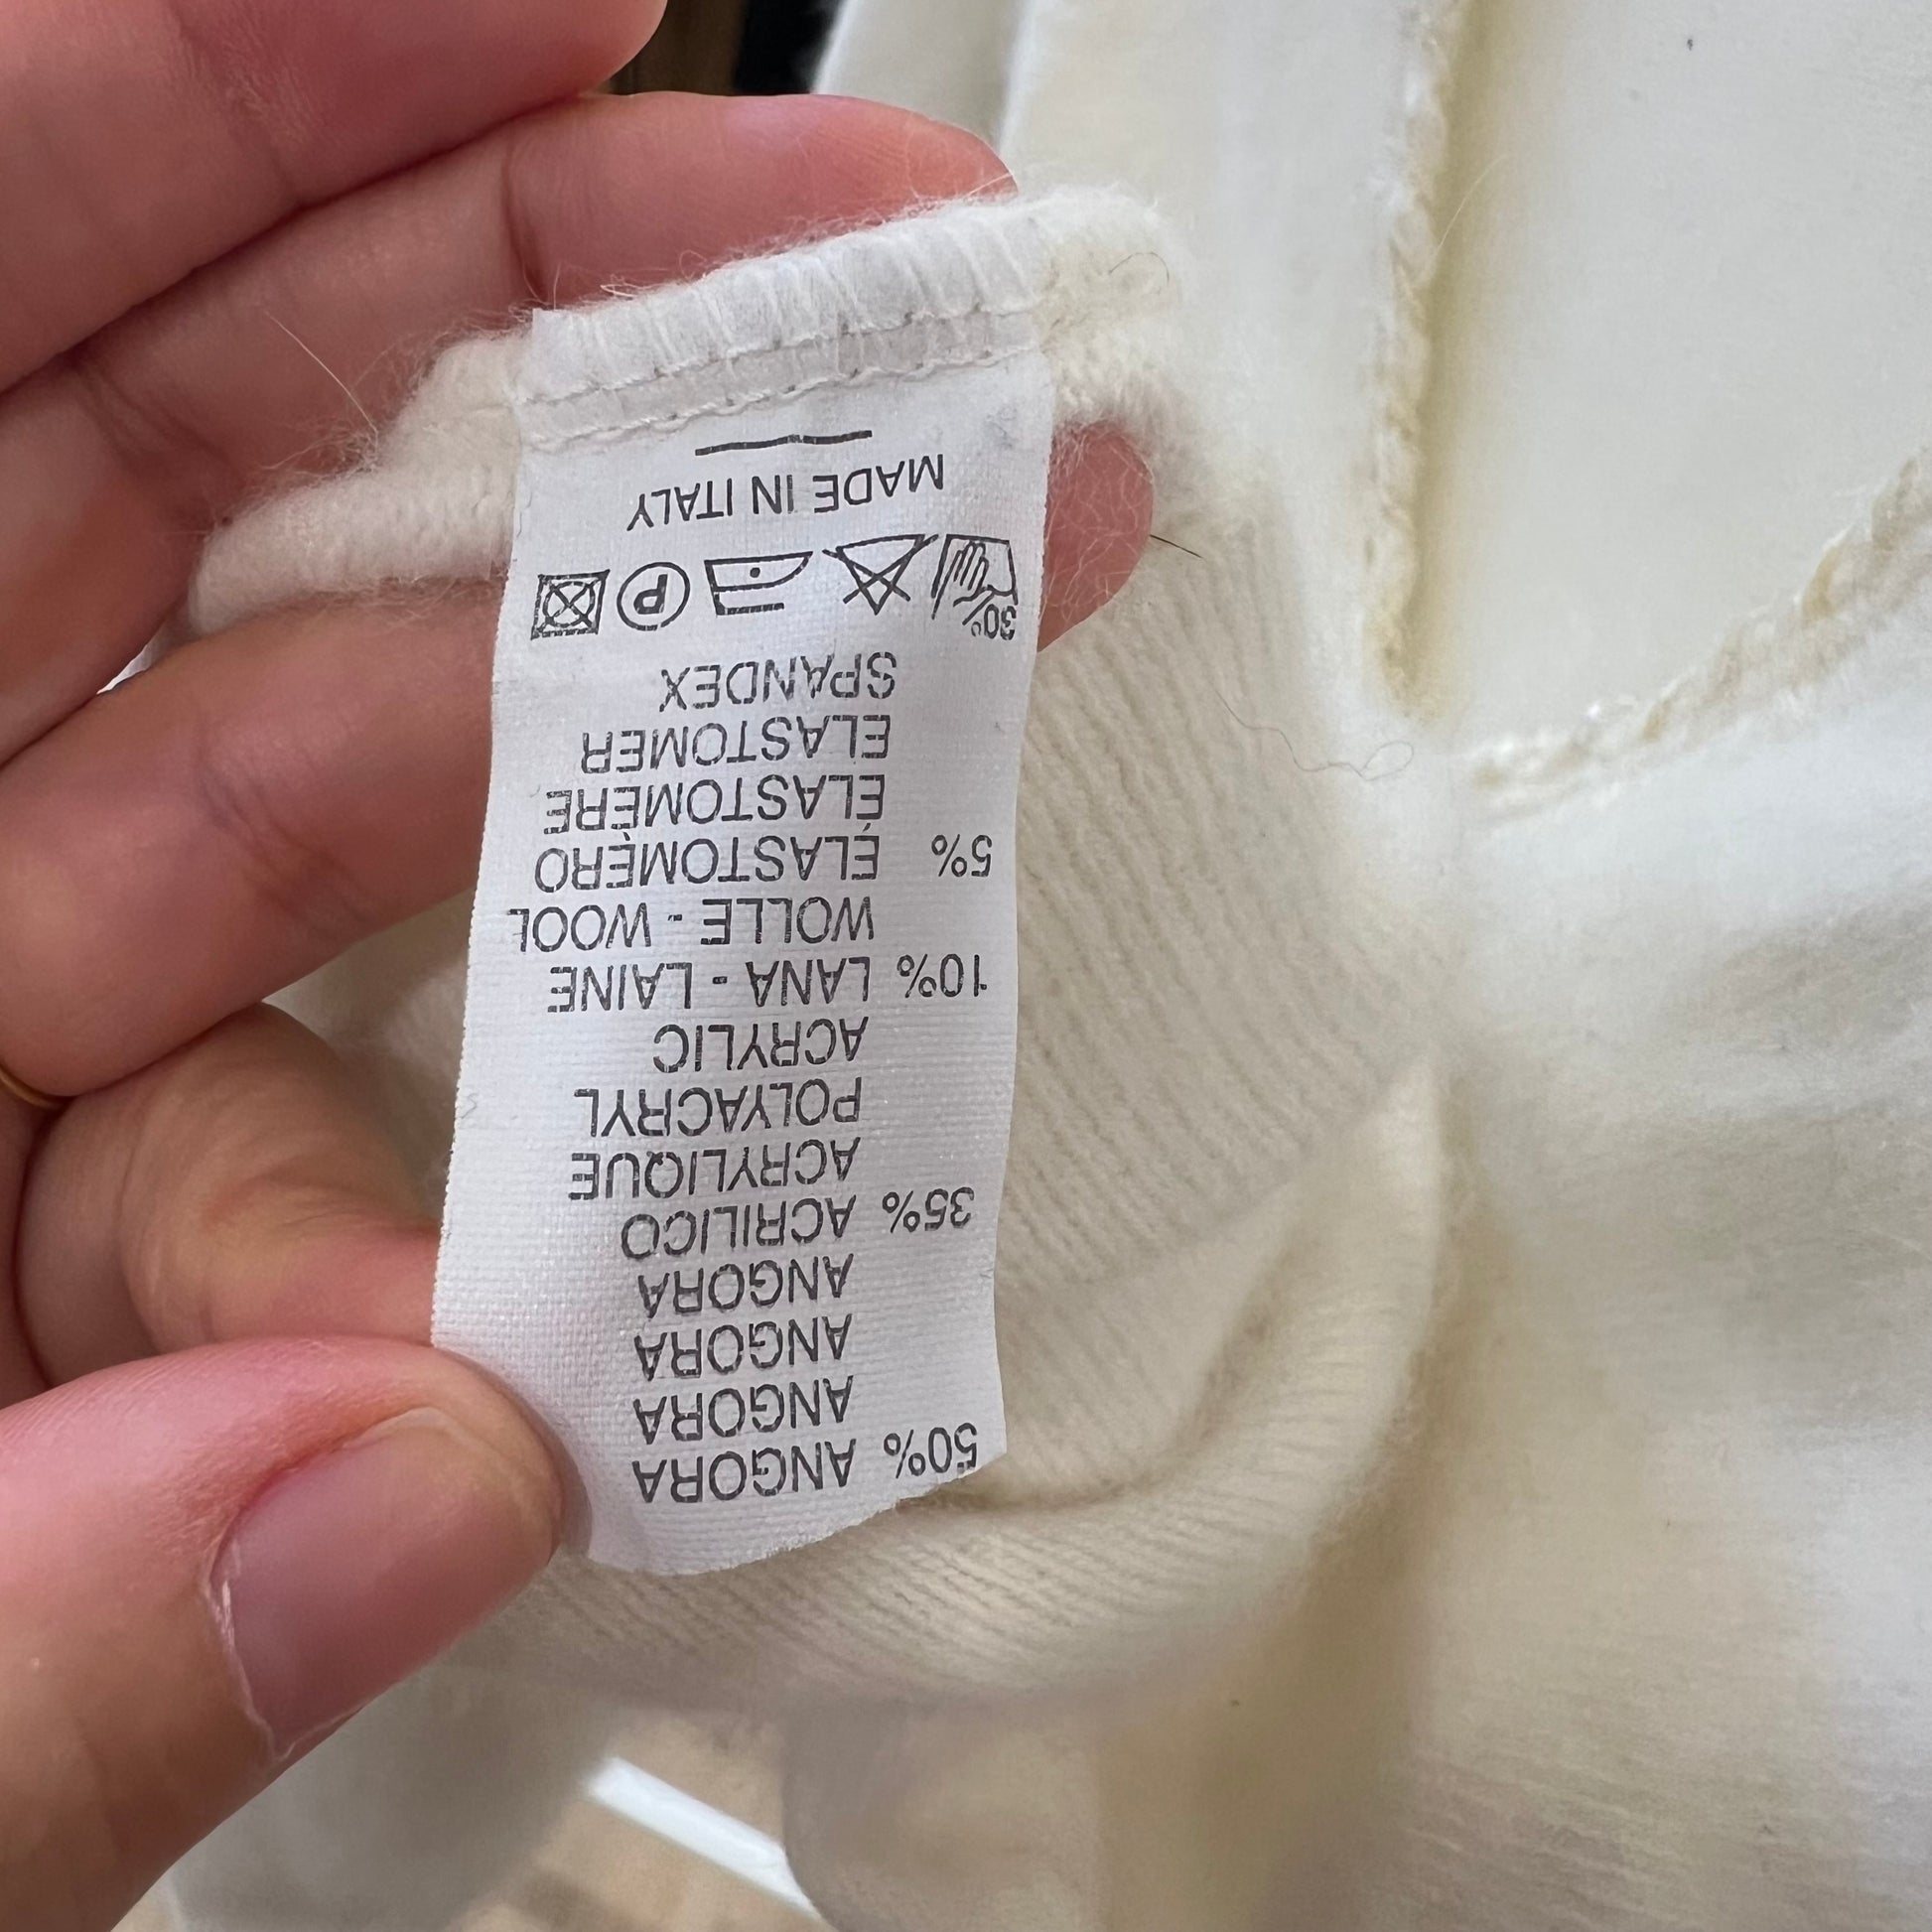 50% ANGORA
ANGORA
ANGORA
ANGORA
35% ACRILICO
ACRYLIQUE
POLYACRYL
ACRYLIC
10% LANA - LAINE
WOLLE - WOOL
5% ELASTOMERO
ÉLASTOMÈRE
ELASTOMER
SPANDEX
30°
P
MADE IN ITALY